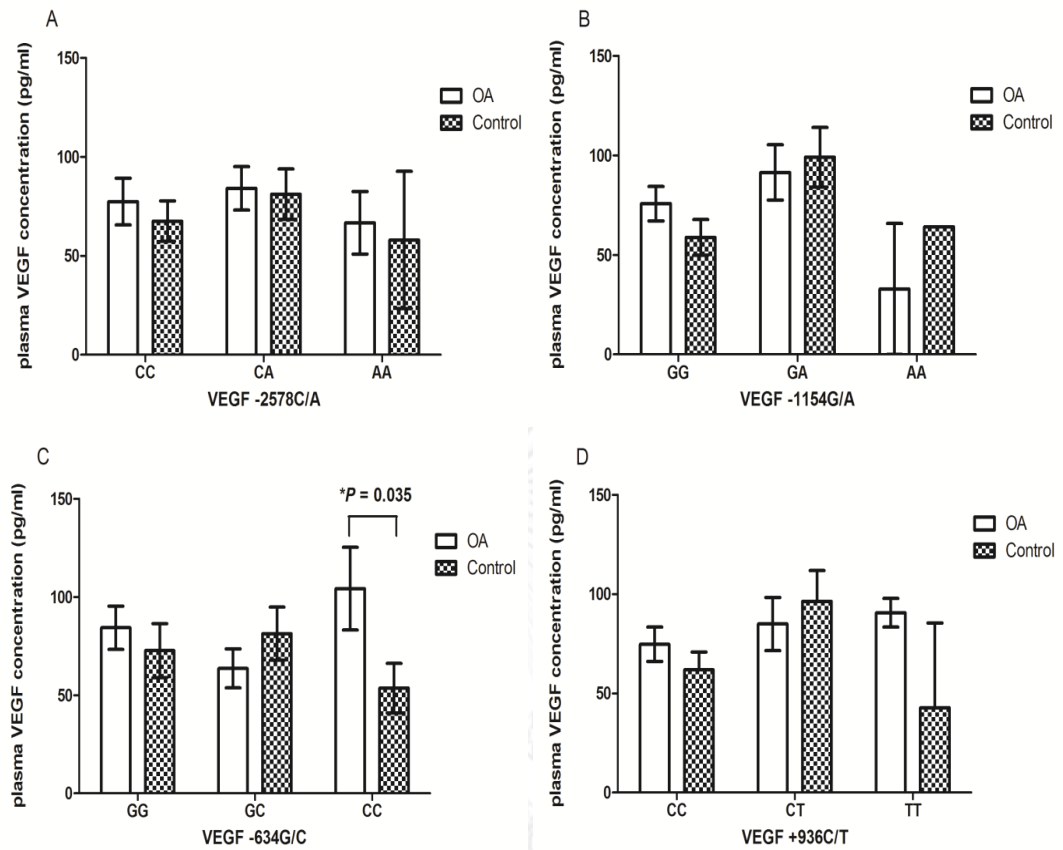 A
plasma VEGF concentration (pg/ml)
150
100
50
0
OA
Control
CC CA AA
VEGF -2578C/A
B
plasma VEGF concentration (pg/ml)
150
100
50
0
OA
Control
GG GA AA
VEGF -1154G/A
C
plasma VEGF concentration (pg/ml)
150
100
50
0
*P = 0.035
OA
Control
GG GC CC
VEGF -634G/C
D
plasma VEGF concentration (pg/ml)
150
100
50
0
OA
Control
CC CT TT
VEGF +936C/T